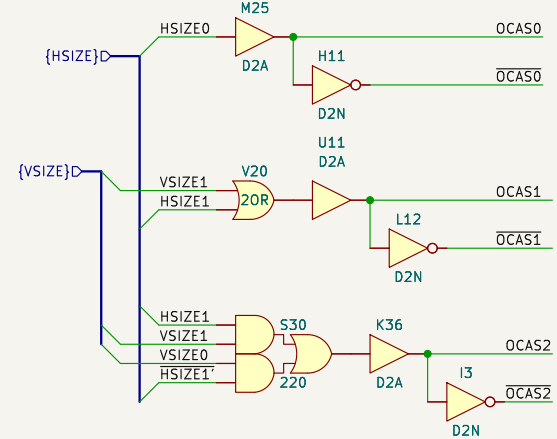 M25
HSIZE0
OCAS0
{HSIZE}
D2A
H11
OCAS0
D2N
U11
D2A
{VSIZE}
V20
VSIZE1
HSIZE1
2OR
OCAS1
L12
OCAS1
D2N
HSIZE1
S30
K36
VSIZE1
OCAS2
VSIZE0
HSIZE1'
220
D2A
I3
OCAS2
D2N